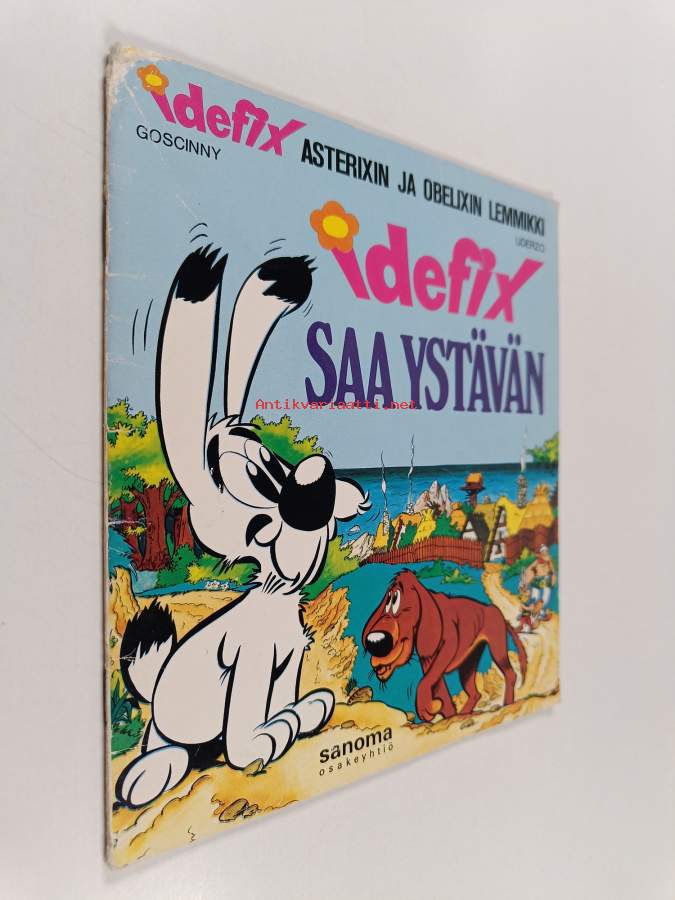 idefix
GOSCINNY
ASTERIXIN JA OBELIXIN LEMMIKKI
UDERZO
idefix
SAA YSTÄVÄN
Antikvariaatti.net
sanoma
osakeyhtiö